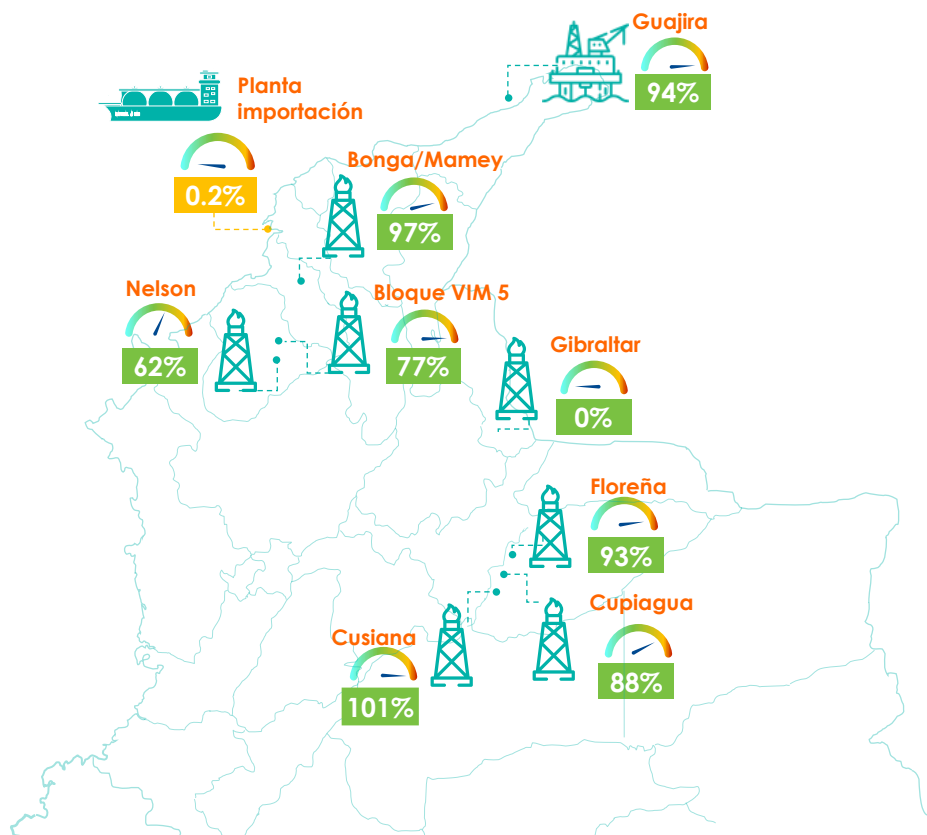 Guajira
94%
Planta
importación
0.2%
Bonga/Mamey
97%
Nelson
62%
Bloque VIM 5
77%
Gibraltar
0%
Floreña
93%
Cupiagua
88%
Cusiana
101%